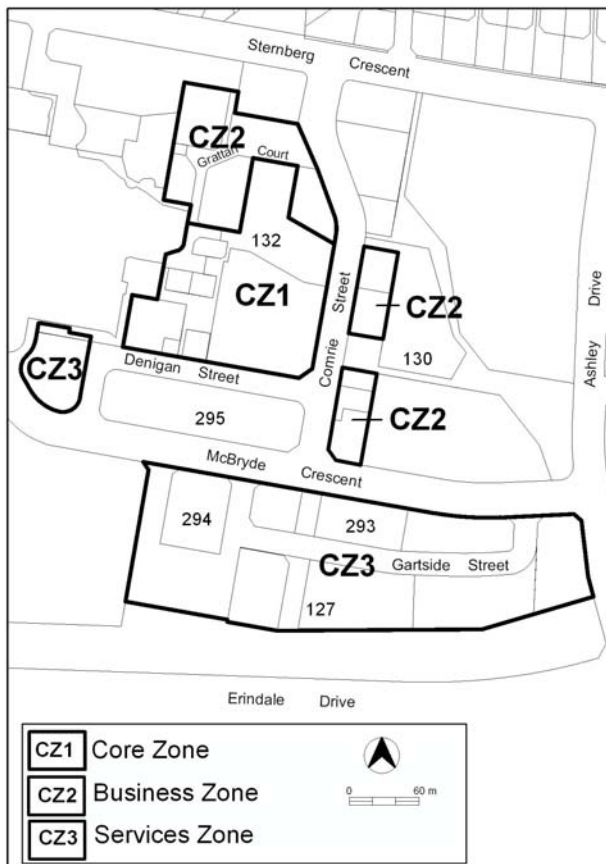 Sternberg Crescent
CZ2
Grattan Court
132
CZ1
Comrie Street
CZ2
Ashley Drive
130
Denigan Street
CZ3
CZ2
295
McBryde Crescent
294
293
CZ3
Gartside Street
127
Erindale Drive
CZ1 Core Zone
CZ2 Business Zone
CZ3 Services Zone
0 60 m